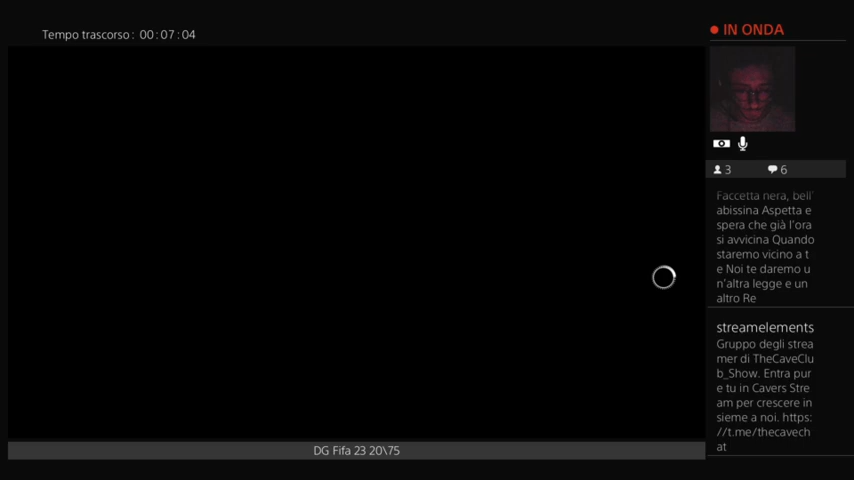 Tempo trascorso: 00:07:04
IN ONDA
3 6
Faccetta nera, bell'
abissina Aspetta e
spera che già l'ora
si avvicina Quando
staremo vicino a t
e Noi te daremo u
n'altra legge e un
altro Re
streamelements
Gruppo degli strea
mer di TheCaveClu
b_Show. Entra pur
e tu in Cavers Stre
am per crescere in
sieme a noi. https:
//t.me/thecavech
at
DG Fifa 23 20\75